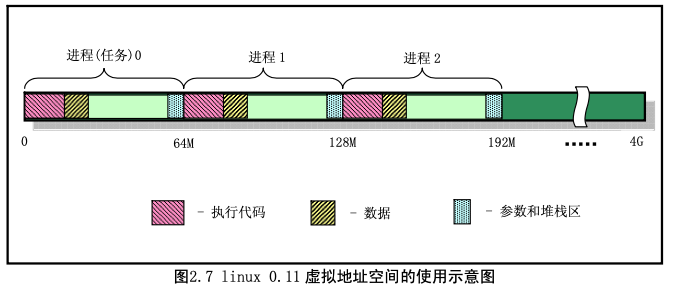 进程(任务)0 进程 1 进程 2
0 64M 128M 192M ..... 4G
- 执行代码 - 数据 - 参数和堆栈区
图2.7 linux 0.11 虚拟地址空间的使用示意图